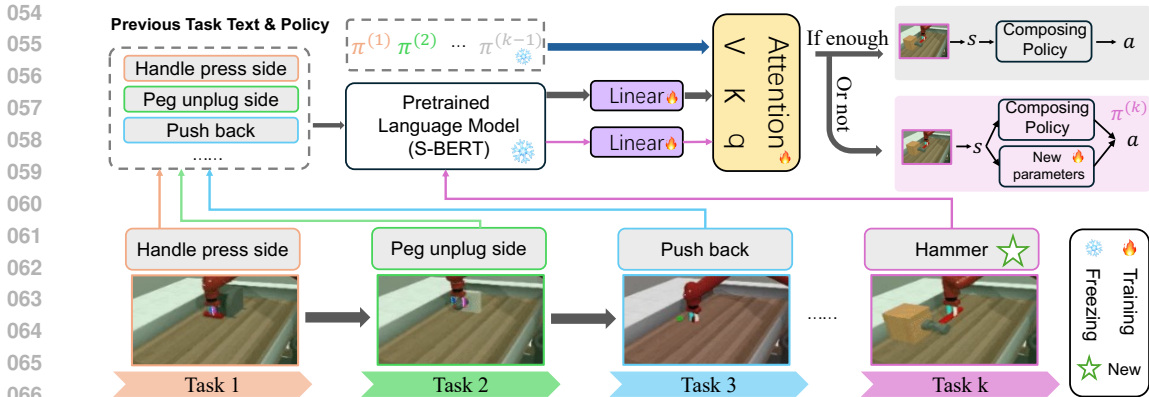 054
055
056
057
058
059
060
061
062
063
064
065
066
Previous Task Text & Policy
Handle press side
Peg unplug side
Push back
......
π(1) π(2) ... π(k−1)
Pretrained
Language Model
(S-BERT)
Linear
Linear
V K q
Attention
If enough
Or not
s
Composing
Policy
a
π(k)
s
Composing
Policy
New
parameters
a
Handle press side
Peg unplug side
Push back
Hammer
......
Task 1
Task 2
Task 3
Task k
Freezing
Training
New